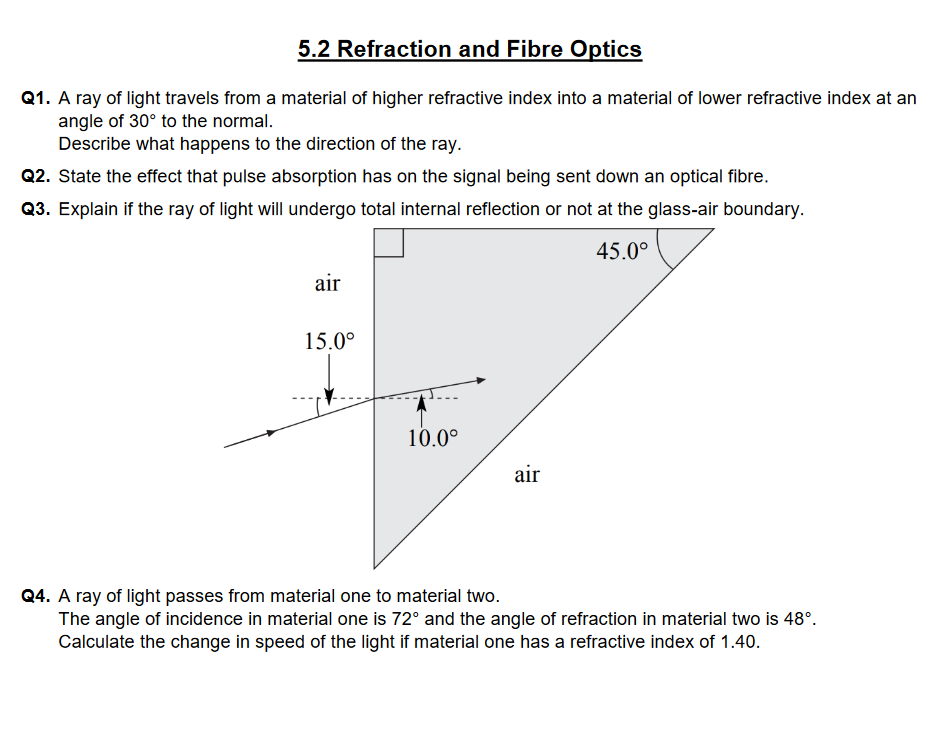 5.2 Refraction and Fibre Optics
Q1. A ray of light travels from a material of higher refractive index into a material of lower refractive index at an
angle of 30° to the normal.
Describe what happens to the direction of the ray.
Q2. State the effect that pulse absorption has on the signal being sent down an optical fibre.
Q3. Explain if the ray of light will undergo total internal reflection or not at the glass-air boundary.
45.0°
air
15.0°
10.0°
air
Q4. A ray of light passes from material one to material two.
The angle of incidence in material one is 72° and the angle of refraction in material two is 48°.
Calculate the change in speed of the light if material one has a refractive index of 1.40.